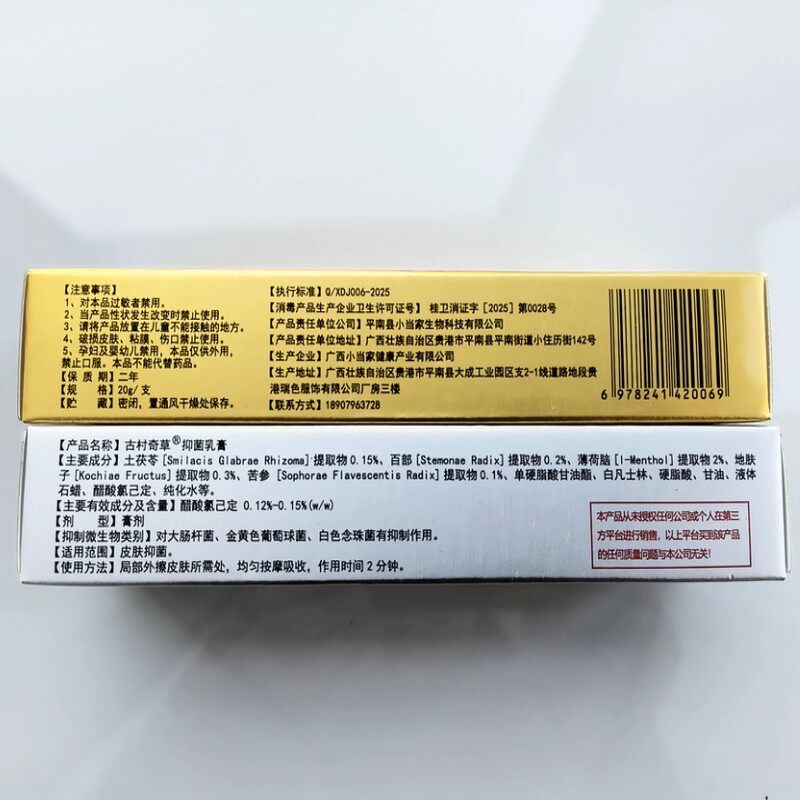 【注意事项】
1、对本品过敏者禁用。
2、当产品性状发生改变时禁止使用。
3、请将产品放置在儿童不能接触的地方。
4、破损皮肤，粘膜，伤口禁止使用。
5、孕妇及婴幼儿禁用，本品仅供外用，
禁止口服。本品不能代替药品。
【保 质 期】二年
【规    格】20g/支
【贮    藏】密闭，置通风干燥处保存。
【执行标准】Q/XDJ006-2025
【消毒产品生产企业卫生许可证号】 桂卫消证字［2025］第0028号
【产品责任单位公司】平南县小当家生物科技有限公司
【产品责任单位地址】广西壮族自治区贵港市平南县平南街道小住历街142号
【生产企业】广西小当家健康产业有限公司
【生产地址】广西壮族自治区贵港市平南县大成工业园区支2-1线道路地段贵
港瑞色服饰有限公司厂房三楼
【联系方式】18907963728
6 978241 420069
【产品名称】古村奇草®抑菌乳膏
【主要成分】土茯苓[Smilacis Glabrae Rhizoma]提取物0.15%、百部[Stemonae Radix]提取物0.2%、薄荷脑[l-Menthol]提取物2%、地肤
子[Kochiae Fructus]提取物0.3%、苦参 [Sophorae Flavescentis Radix]提取物0.1%、单硬脂酸甘油酯、白凡士林、硬脂酸、甘油、液体
石蜡、醋酸氯己定、纯化水等。
【主要有效成分及含量】醋酸氯己定 0.12%-0.15%(w/w)
【剂    型】膏剂
【抑制微生物类别】对大肠杆菌、金黄色葡萄球菌、白色念珠菌有抑制作用。
【适用范围】皮肤抑菌。
【使用方法】局部外擦皮肤所需处，均匀按摩吸收，作用时间2分钟。
本产品从未授权任何公司或个人在第三
方平台进行销售，以上平台买到该产品
的任何质量问题与本公司无关！